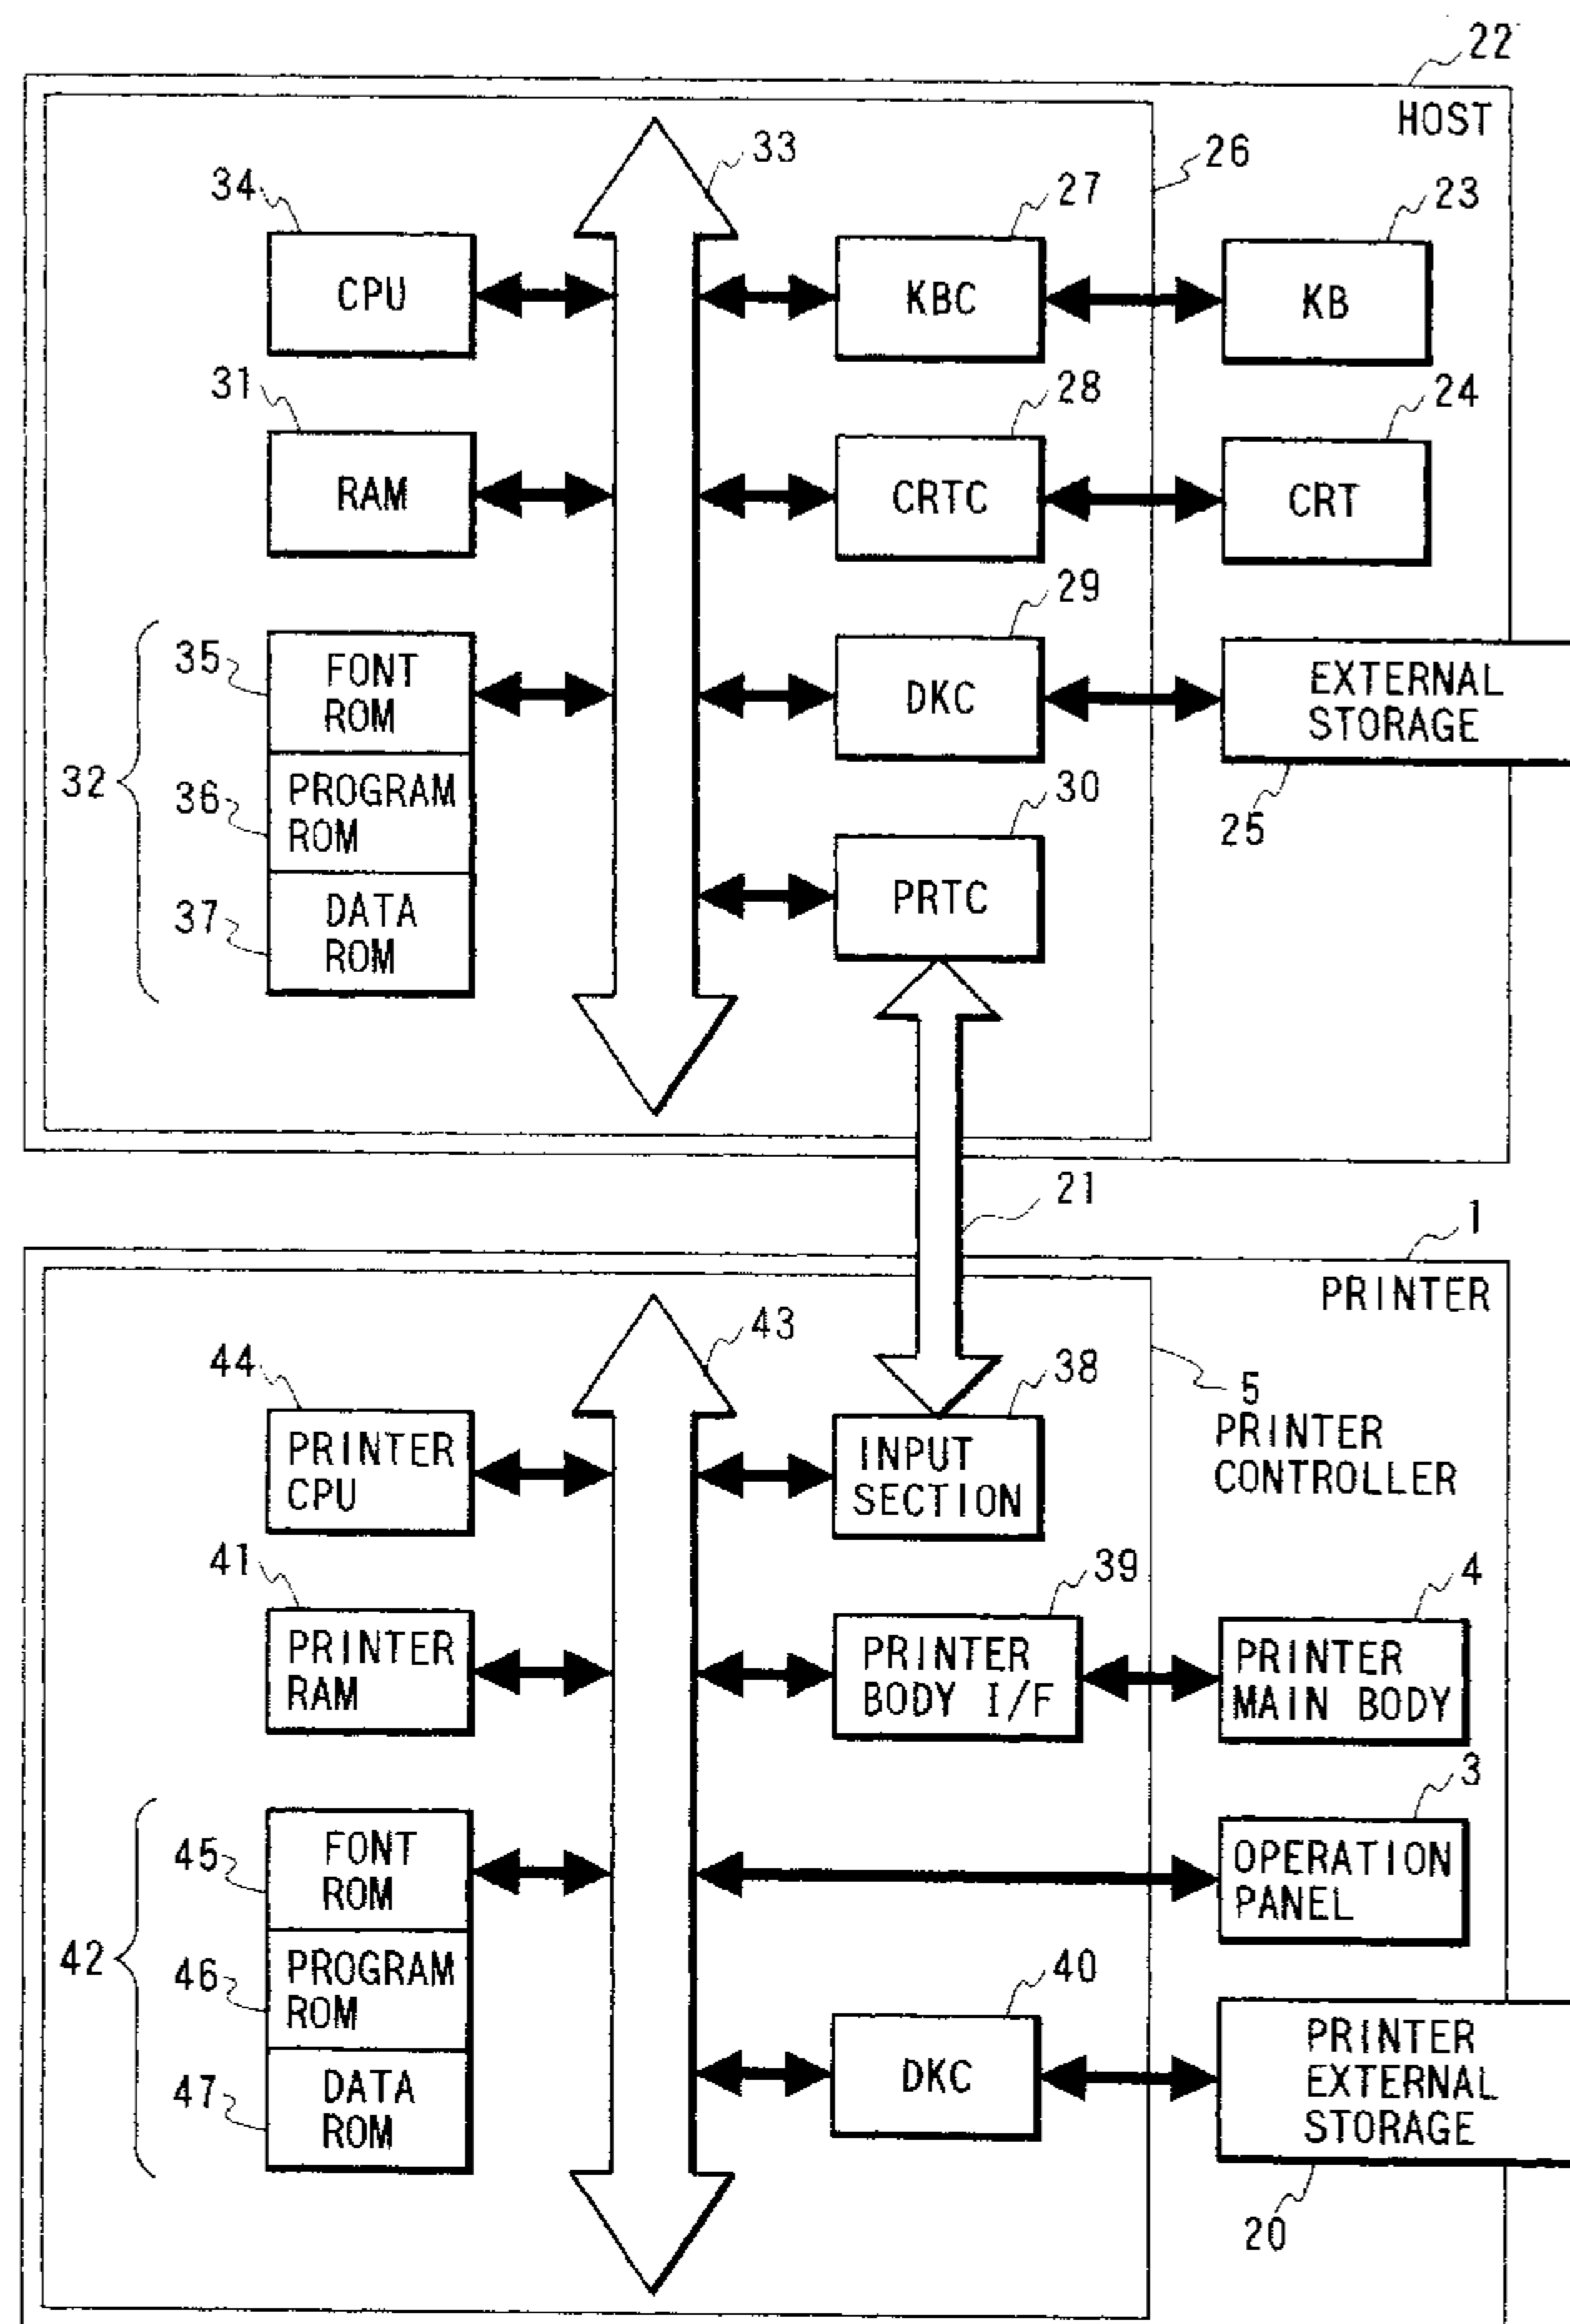 22
HOST
33
26
34
27
23
CPU
KBC
KB
31
28
24
RAM
CRTC
CRT
29
35
FONT
ROM
DKC
EXTERNAL
STORAGE
32
36
PROGRAM
ROM
30
25
37
DATA
ROM
PRTC
21
1
PRINTER
43
44
38
5
PRINTER
CONTROLLER
PRINTER
CPU
INPUT
SECTION
41
39
4
PRINTER
RAM
PRINTER
BODY I/F
PRINTER
MAIN BODY
3
45
FONT
ROM
OPERATION
PANEL
42
46
PROGRAM
ROM
40
47
DATA
ROM
DKC
PRINTER
EXTERNAL
STORAGE
20